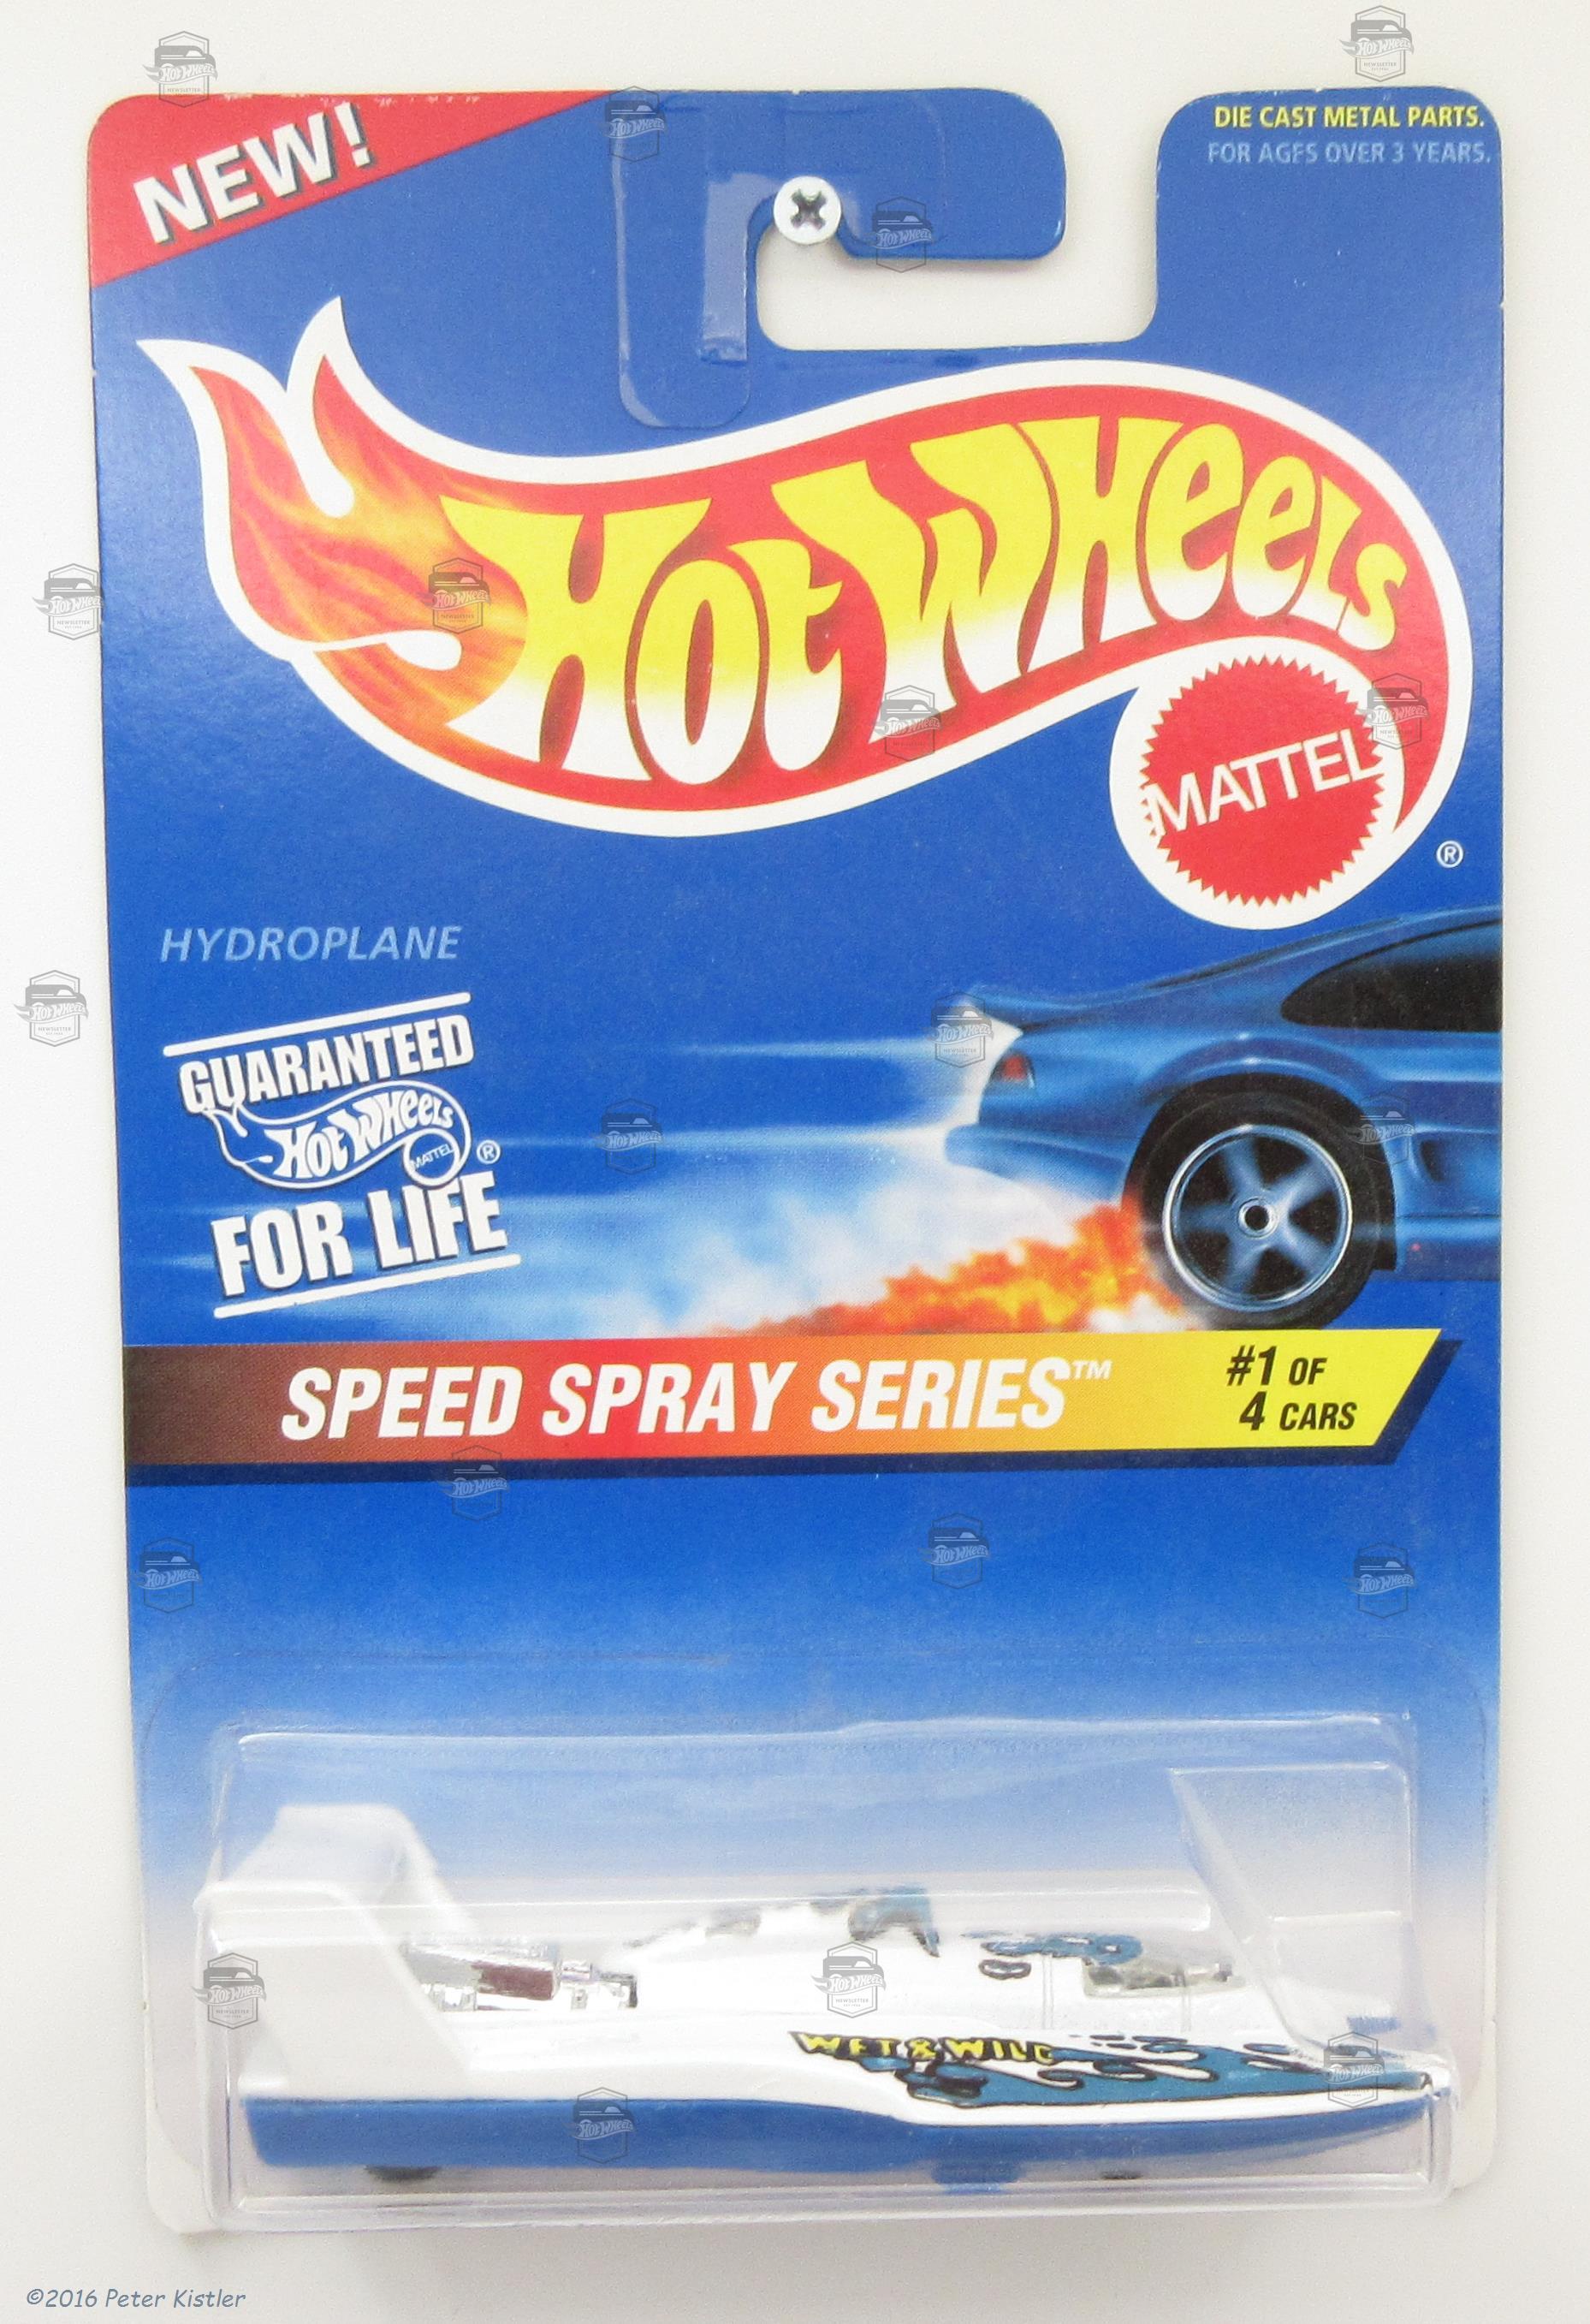 NEW!
DIE CAST METAL PARTS.
FOR AGES OVER 3 YEARS.
HOT WHEELS
MATTEL
®
HYDROPLANE
GUARANTEED
HOT WHEELS
MATTEL
®
FOR LIFE
SPEED SPRAY SERIES™
#1 OF
4 CARS
WET & WILD
©2016 Peter Kistler